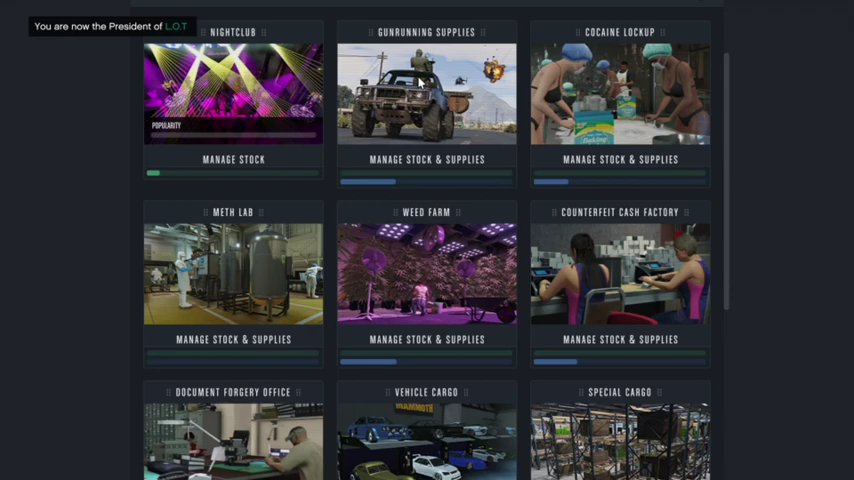 You are now the President of L.O.T
NIGHTCLUB
GUNRUNNING SUPPLIES
COCAINE LOCKUP
POPULARITY
MANAGE STOCK
MANAGE STOCK & SUPPLIES
MANAGE STOCK & SUPPLIES
METH LAB
WEED FARM
COUNTERFEIT CASH FACTORY
MANAGE STOCK & SUPPLIES
MANAGE STOCK & SUPPLIES
MANAGE STOCK & SUPPLIES
DOCUMENT FORGERY OFFICE
VEHICLE CARGO
SPECIAL CARGO
MAMMOTH